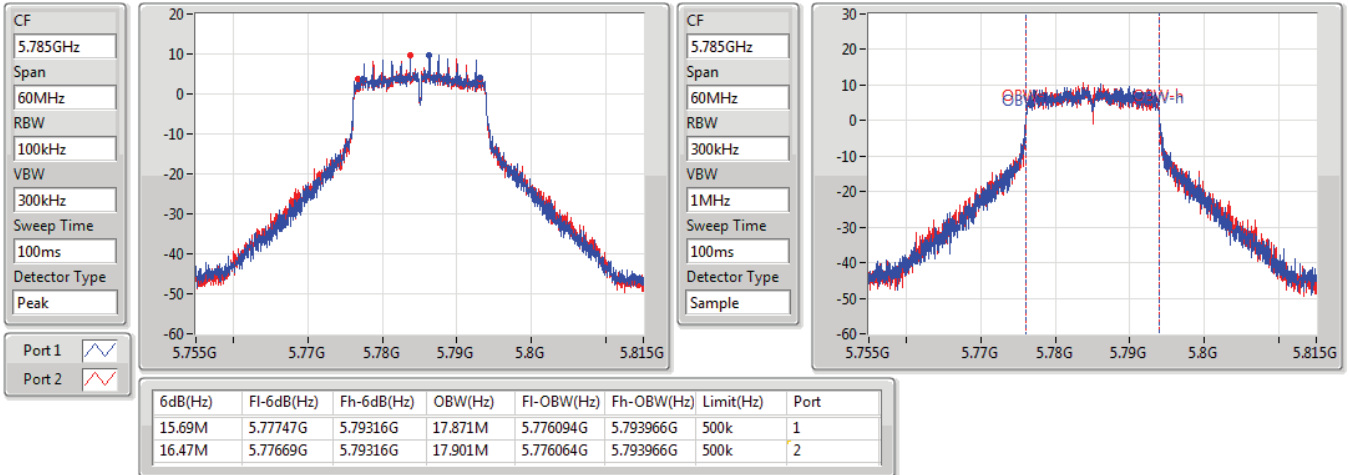 CF
5.785GHz
Span
60MHz
RBW
100kHz
VBW
300kHz
Sweep Time
100ms
Detector Type
Peak
Port 1
Port 2
20
10
0
-10
-20
-30
-40
-50
-60
5.755G 5.77G 5.78G 5.79G 5.8G 5.815G
CF
5.785GHz
Span
60MHz
RBW
300kHz
VBW
1MHz
Sweep Time
100ms
Detector Type
Sample
30
20
10
0
-10
-20
-30
-40
-50
-60
OBW OBW-h
5.755G 5.77G 5.78G 5.79G 5.8G 5.815G
6dB(Hz) Fl-6dB(Hz) Fh-6dB(Hz) OBW(Hz) Fl-OBW(Hz) Fh-OBW(Hz) Limit(Hz) Port
15.69M 5.77747G 5.79316G 17.871M 5.776094G 5.793966G 500k 1
16.47M 5.77669G 5.79316G 17.901M 5.776064G 5.793966G 500k 2